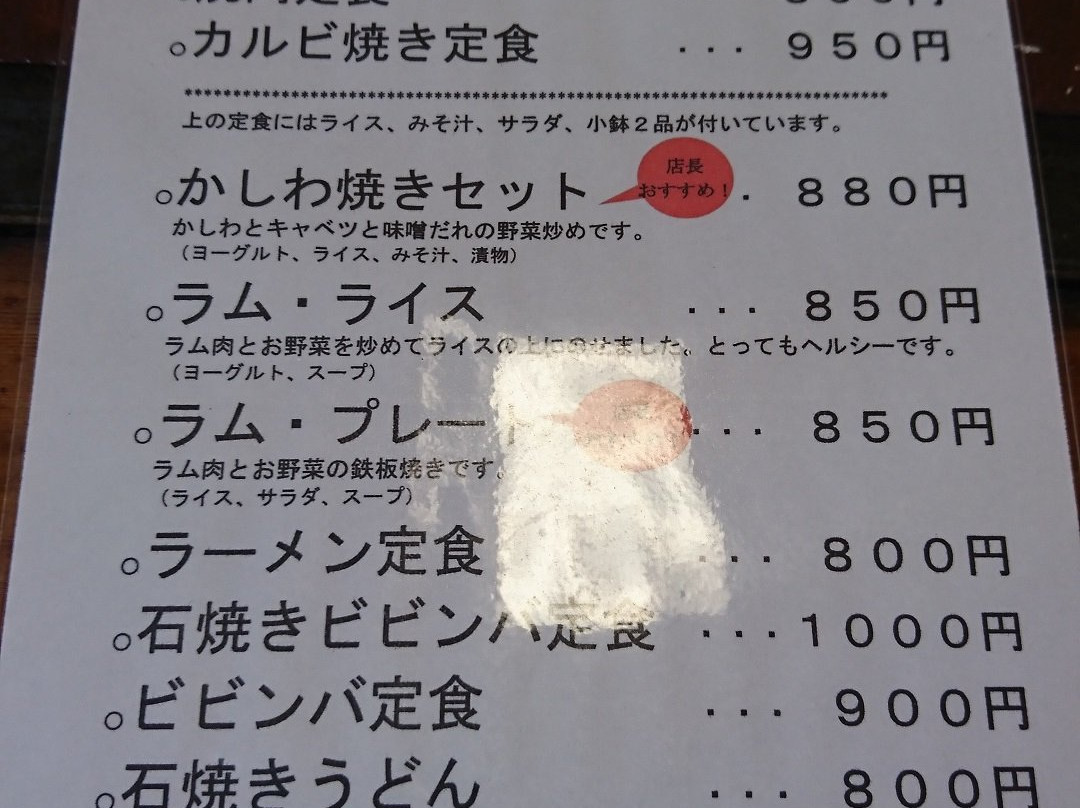 ○カルビ焼き定食 ・・・ ９５０円
************************************************************************
上の定食にはライス、みそ汁、サラダ、小鉢２品が付いています。
店長
おすすめ！
○かしわ焼きセット ・ ８８０円
かしわとキャベツと味噌だれの野菜炒めです。
（ヨーグルト、ライス、みそ汁、漬物）
○ラム・ライス ・・・ ８５０円
ラム肉とお野菜を炒めてライスの上にのせました。とってもヘルシーです。
（ヨーグルト、スープ）
○ラム・プレート ・・・ ８５０円
ラム肉とお野菜の鉄板焼きです。
（ライス、サラダ、スープ）
○ラーメン定食 ・・・ ８００円
○石焼きビビンバ定食 ・・・１０００円
○ビビンバ定食 ・・・ ９００円
○石焼きうどん ・・・ ８００円